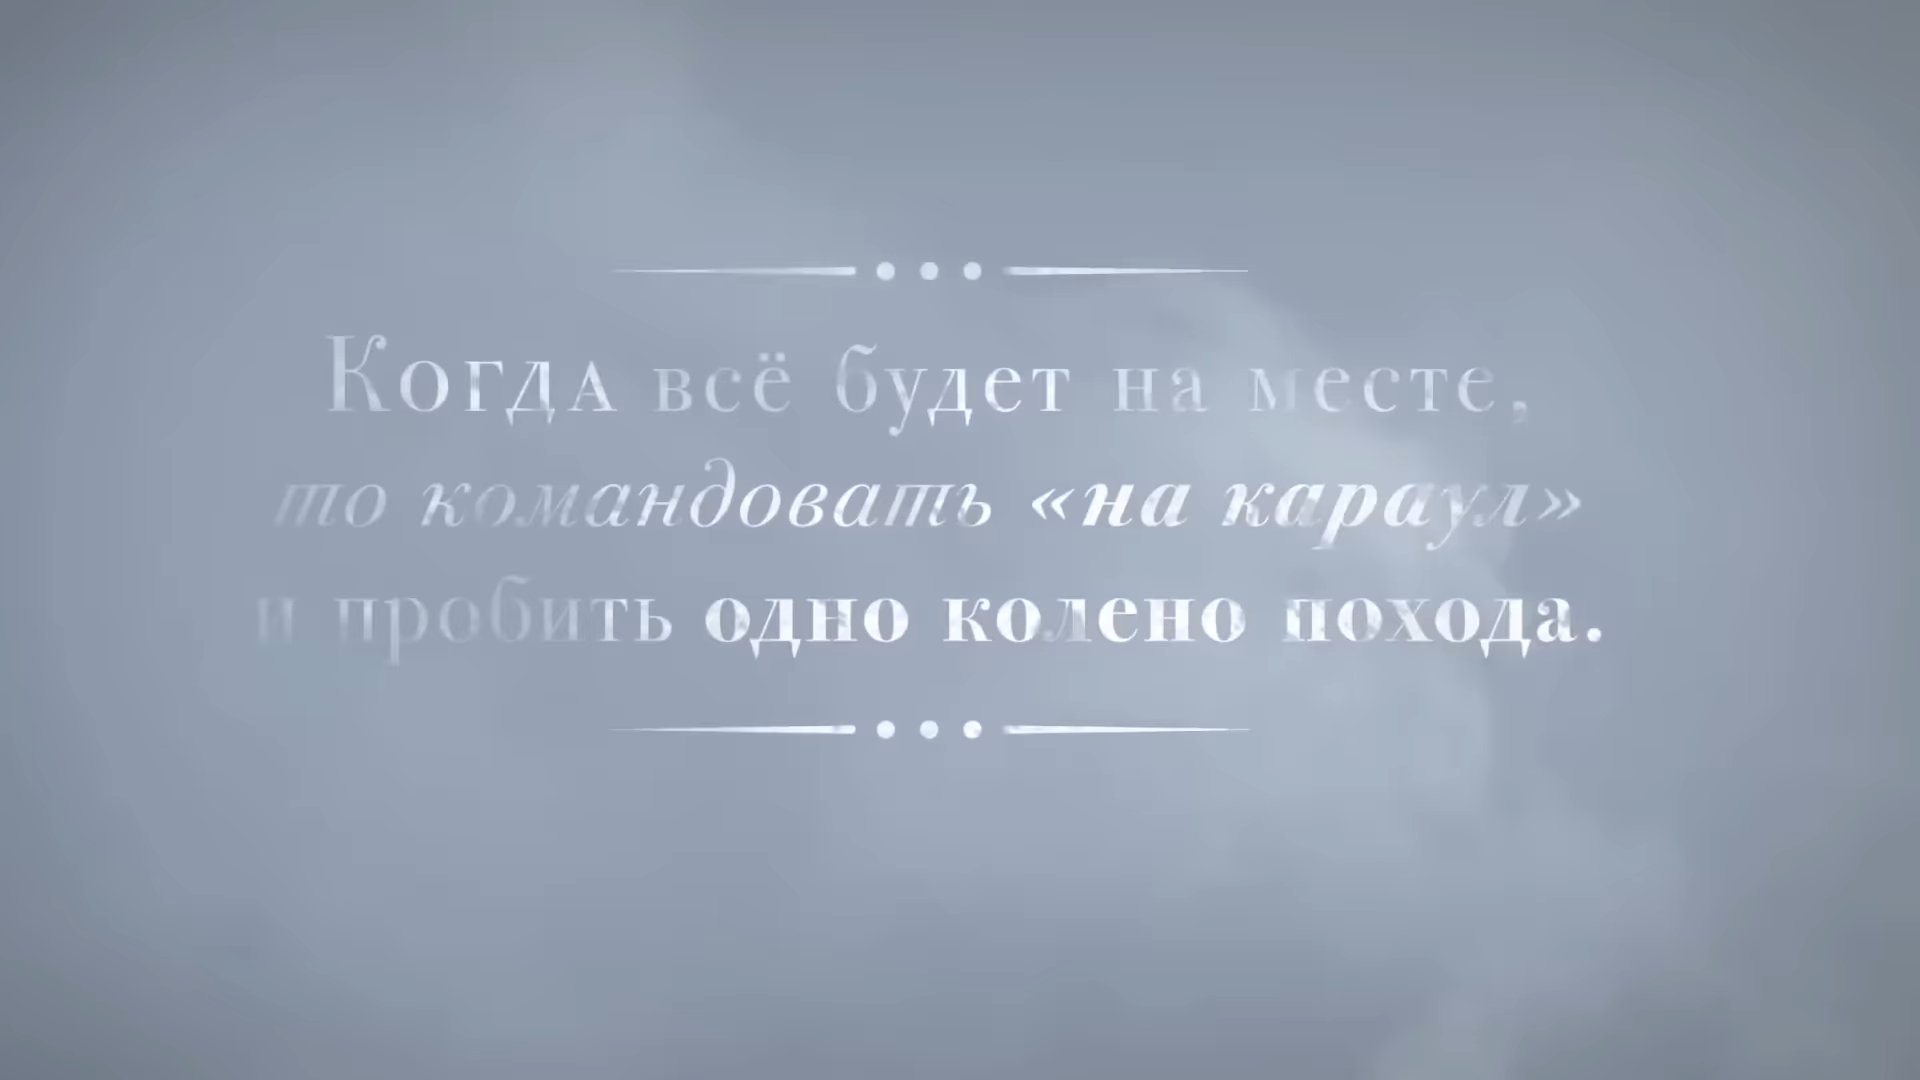 Когда всё будет на месте,
то командовать «на караул»
и пробить одно колено похода.